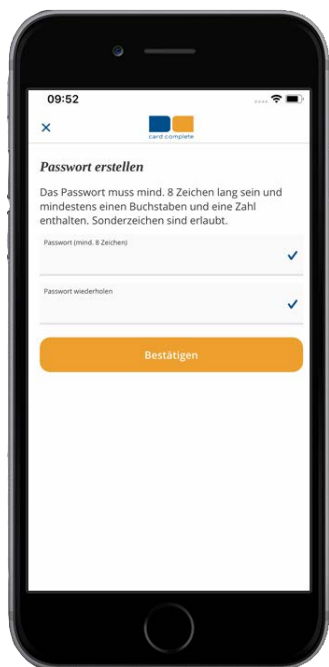 09:52
card complete
Passwort erstellen
Das Passwort muss mind. 8 Zeichen lang sein und
mindestens einen Buchstaben und eine Zahl
enthalten. Sonderzeichen sind erlaubt.
Passwort (mind. 8 Zeichen)
Passwort wiederholen
Bestätigen